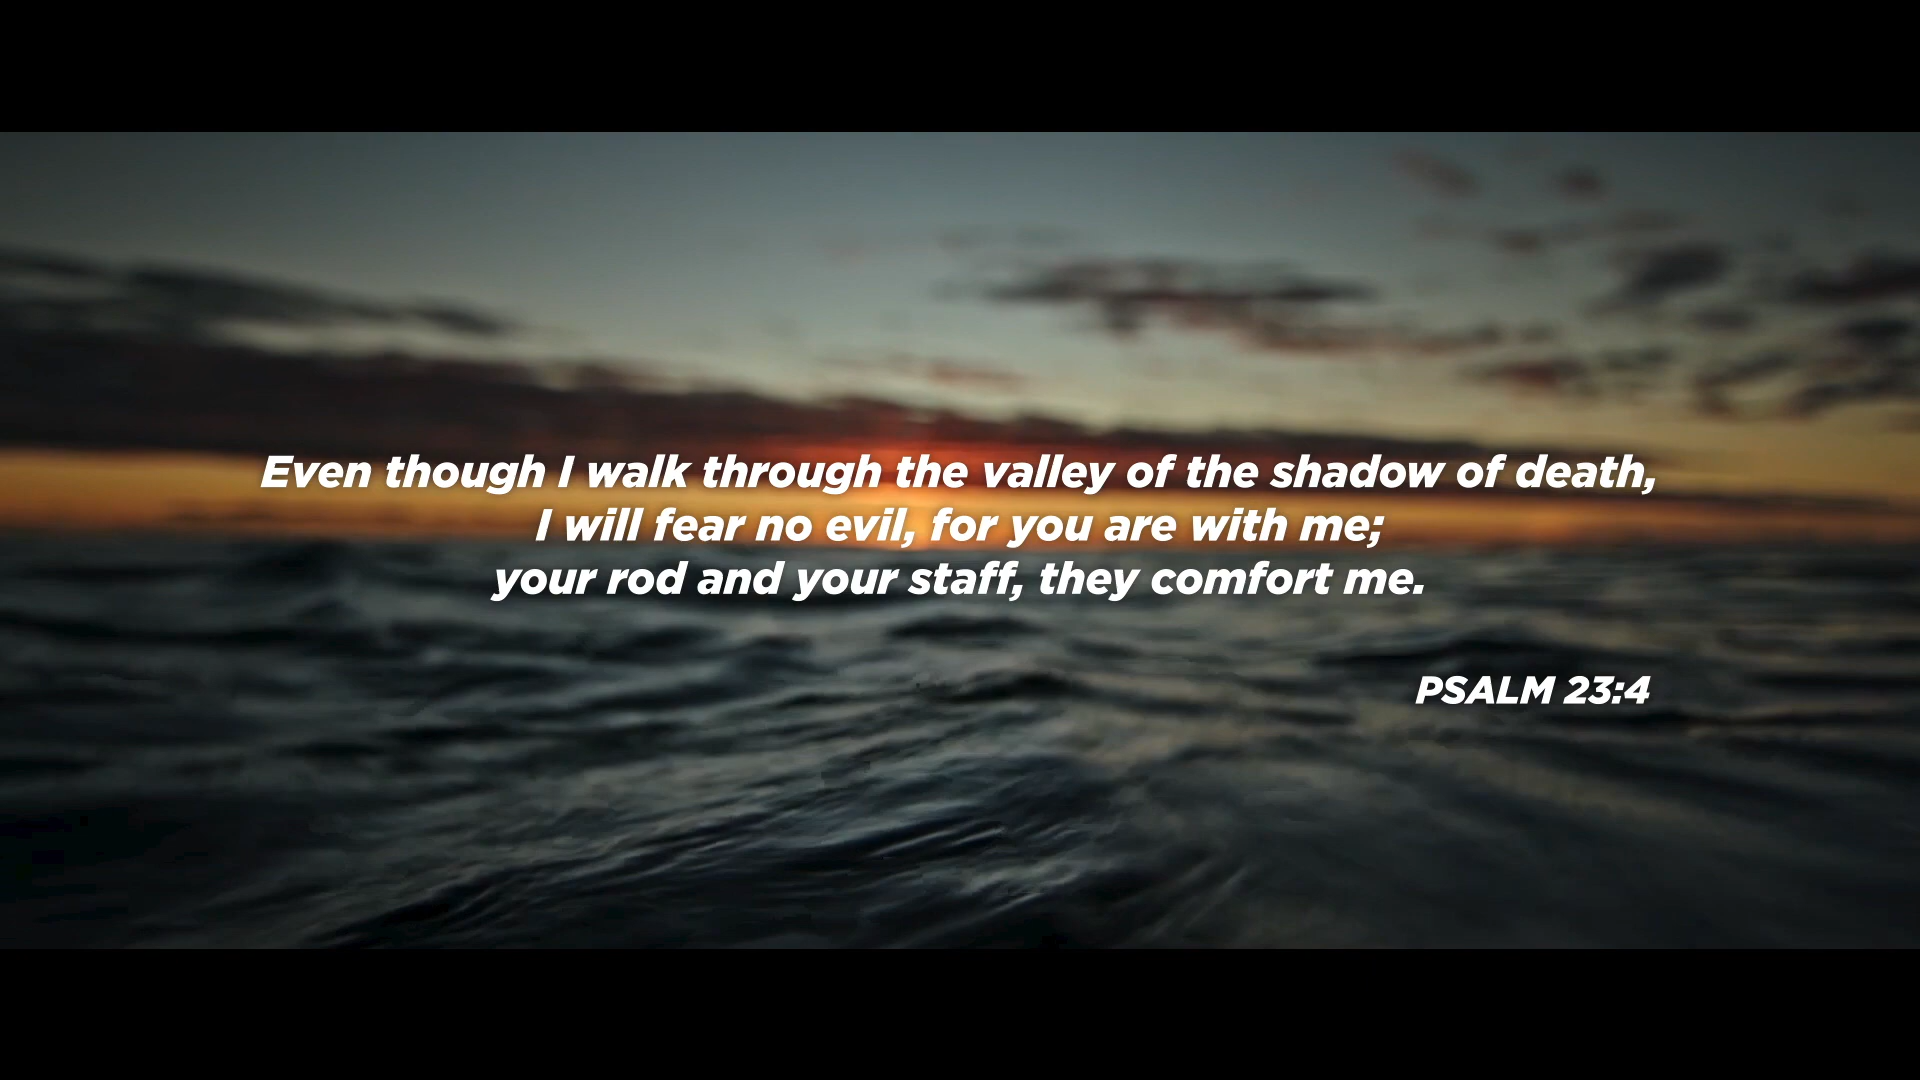 Even though I walk through the valley of the shadow of death,
I will fear no evil, for you are with me;
your rod and your staff, they comfort me.
PSALM 23:4